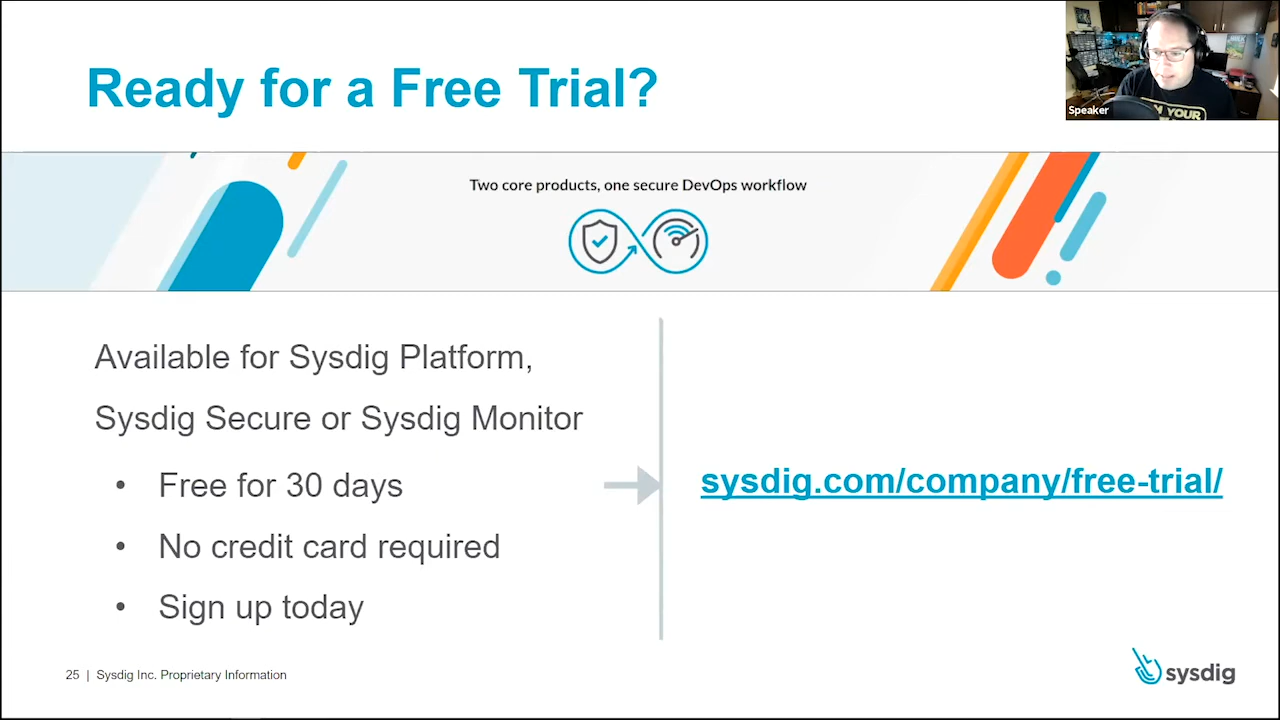 Ready for a Free Trial?
Speaker
Two core products, one secure DevOps workflow
Available for Sysdig Platform,
Sysdig Secure or Sysdig Monitor
• Free for 30 days
• No credit card required
• Sign up today
sysdig.com/company/free-trial/
25 | Sysdig Inc. Proprietary Information
sysdig
YOUR